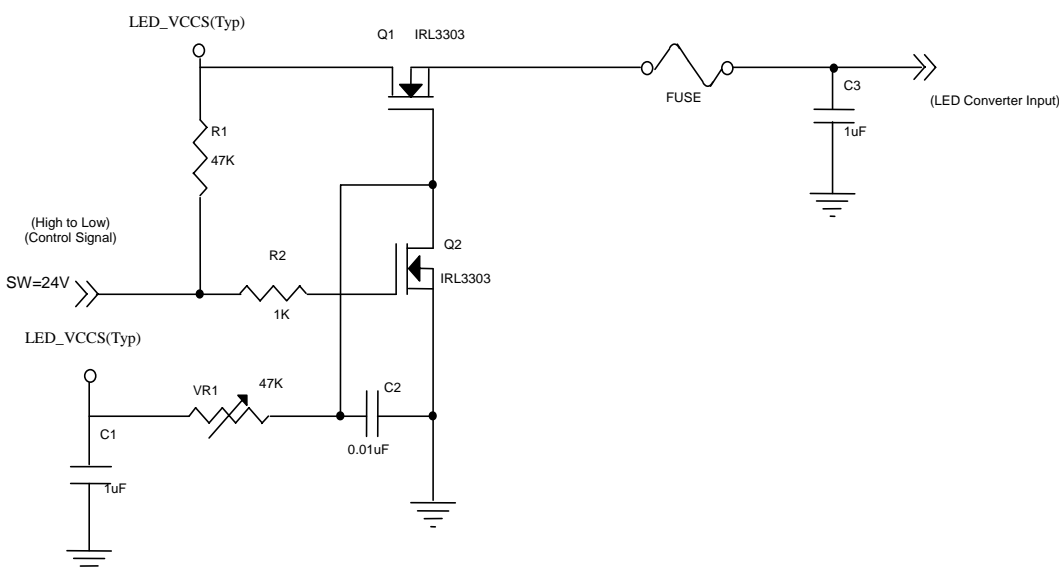 LED_VCCS(Typ)
Q1 IRL3303
FUSE
C3
(LED Converter Input)
1uF
R1
47K
(High to Low)
(Control Signal)
R2
Q2
IRL3303
SW=24V
1K
LED_VCCS(Typ)
VR1
47K
C2
C1
0.01uF
1uF